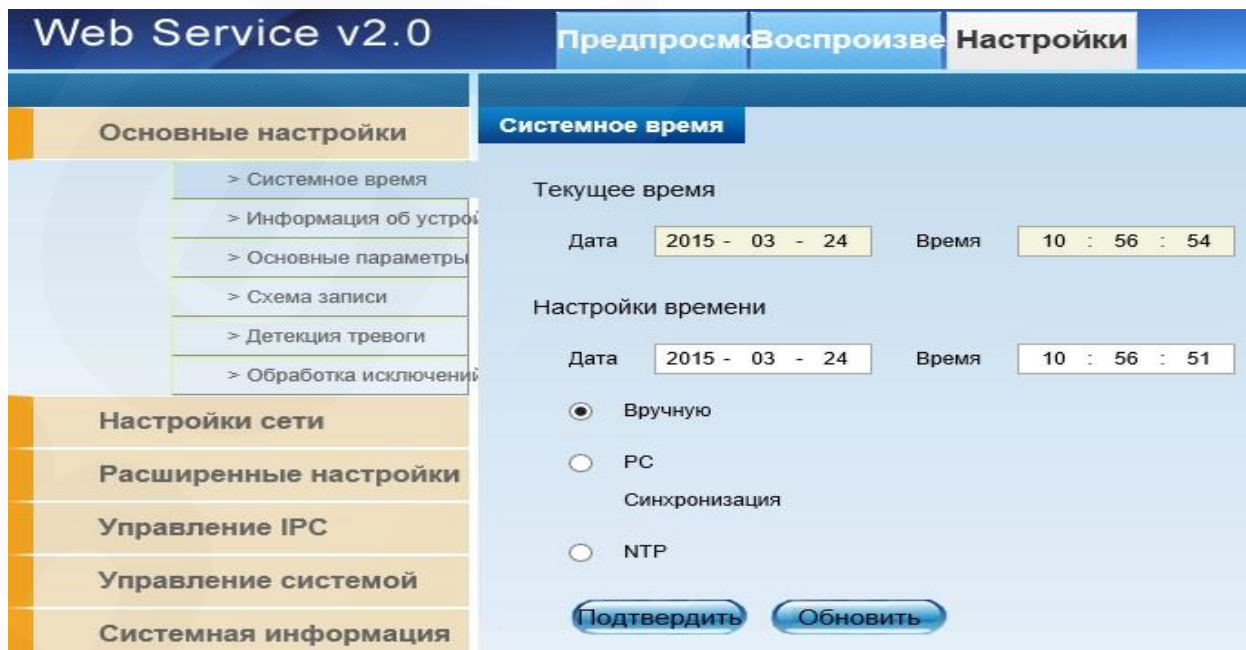 Web Service v2.0
Предпросмо Воспроизве Настройки
Основные настройки
> Системное время
> Информация об устрой
> Основные параметры
> Схема записи
> Детекция тревоги
> Обработка исключений
Настройки сети
Расширенные настройки
Управление IPC
Управление системой
Системная информация
Системное время
Текущее время
Дата 2015 - 03 - 24 Время 10 : 56 : 54
Настройки времени
Дата 2015 - 03 - 24 Время 10 : 56 : 51
Вручную
PC
Синхронизация
NTP
Подтвердить Обновить